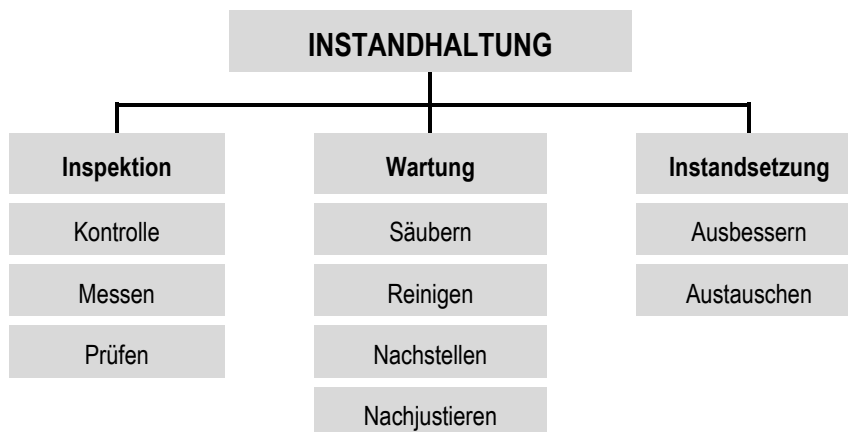 INSTANDHALTUNG
Inspektion
Kontrolle
Messen
Prüfen
Wartung
Säubern
Reinigen
Nachstellen
Nachjustieren
Instandsetzung
Ausbessern
Austauschen